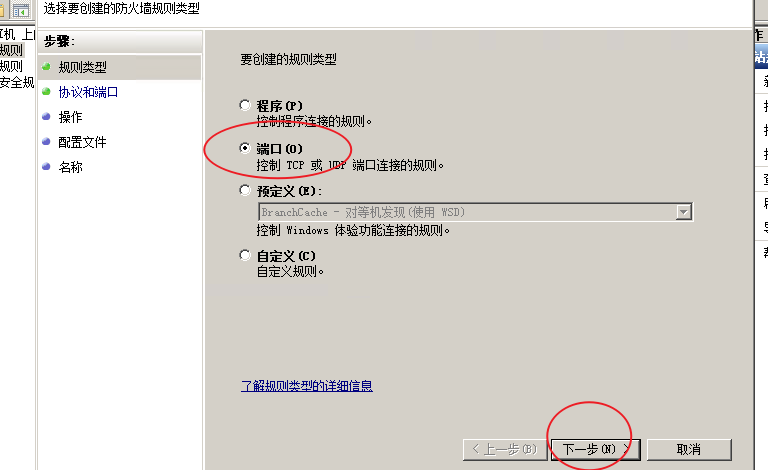 选择要创建的防火墙规则类型
步骤:
规则类型
协议和端口
操作
配置文件
名称
规则
规则
安全规
要创建的规则类型
程序(P)
控制程序连接的规则。
端口(O)
控制 TCP 或 UDP 端口连接的规则。
预定义(E):
BranchCache - 对等机发现(使用 WSD)
控制 Windows 体验功能连接的规则。
自定义(C)
自定义规则。
了解规则类型的详细信息
< 上一步(B)
下一步(N) >
取消